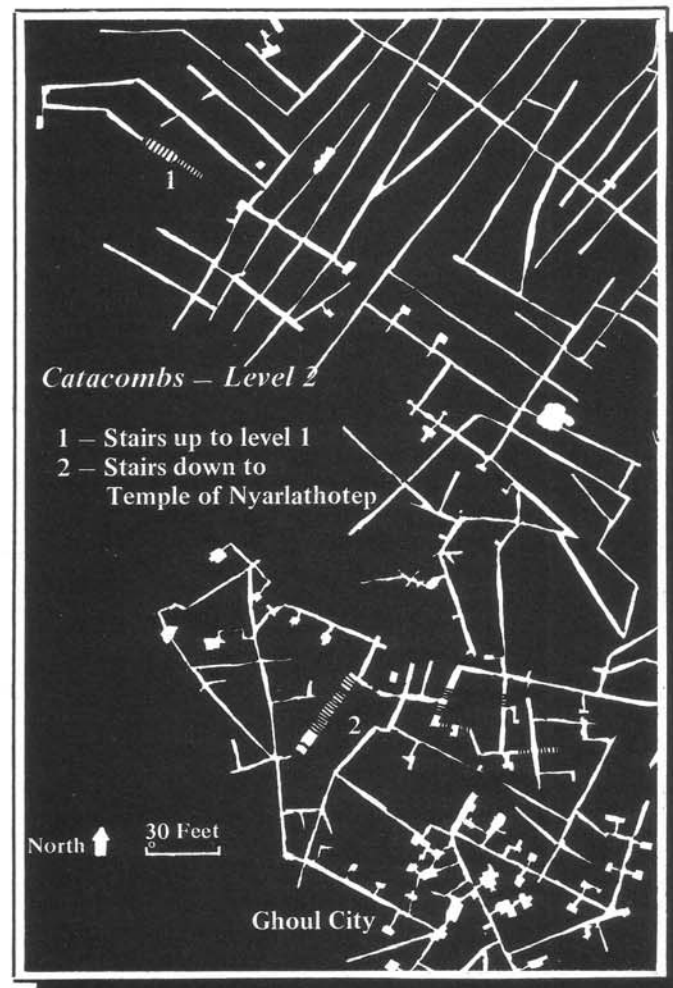 1
Catacombs – Level 2
1 – Stairs up to level 1
2 – Stairs down to
Temple of Nyarlathotep
2
North
30 Feet
Ghoul City